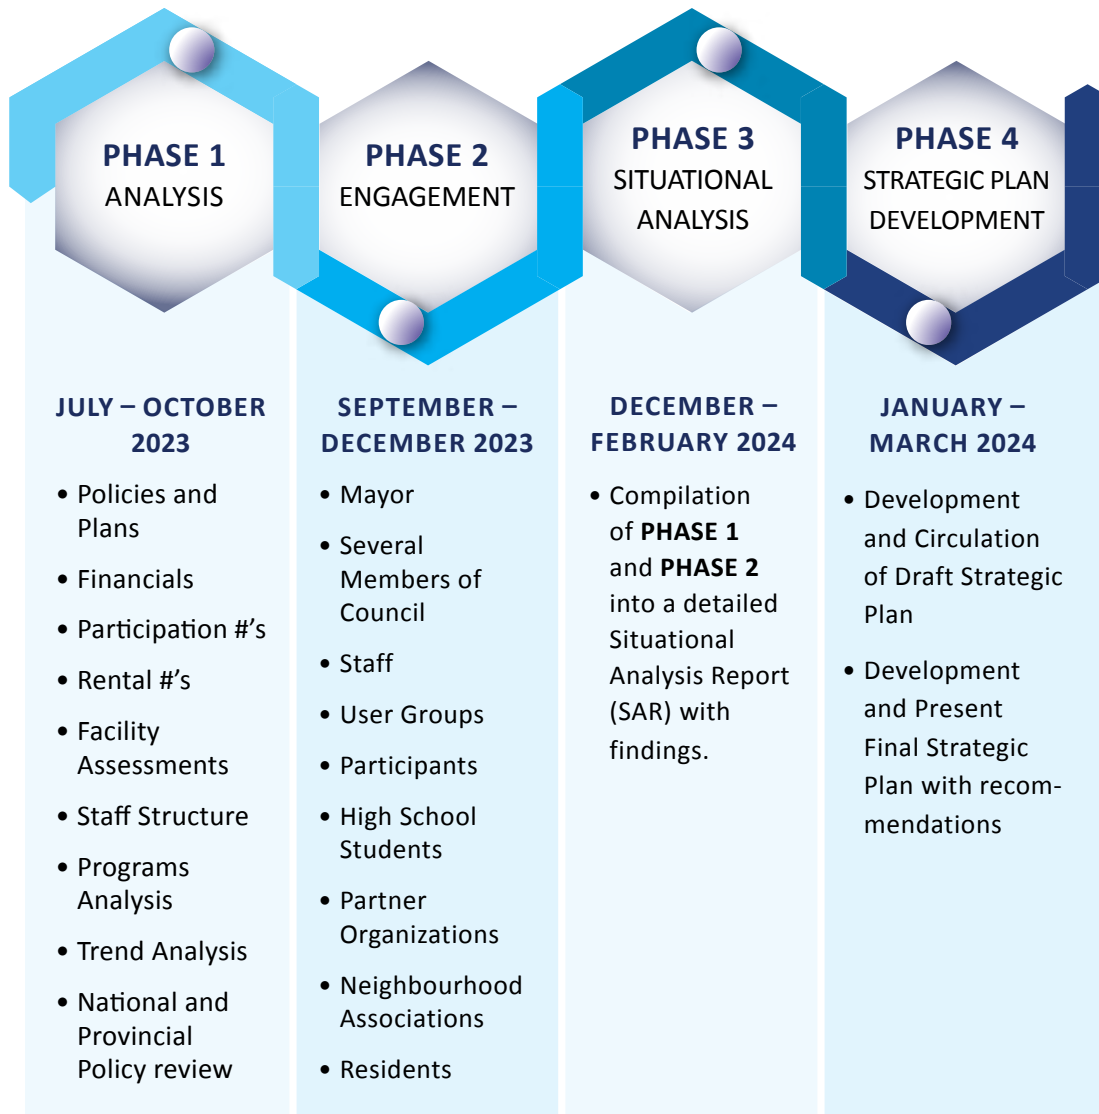 PHASE 1
ANALYSIS
JULY – OCTOBER
2023
• Policies and
Plans
• Financials
• Participation #'s
• Rental #'s
• Facility
Assessments
• Staff Structure
• Programs
Analysis
• Trend Analysis
• National and
Provincial
Policy review
PHASE 2
ENGAGEMENT
SEPTEMBER –
DECEMBER 2023
• Mayor
• Several
Members of
Council
• Staff
• User Groups
• Participants
• High School
Students
• Partner
Organizations
• Neighbourhood
Associations
• Residents
PHASE 3
SITUATIONAL
ANALYSIS
DECEMBER –
FEBRUARY 2024
• Compilation
of PHASE 1
and PHASE 2
into a detailed
Situational
Analysis Report
(SAR) with
findings.
PHASE 4
STRATEGIC PLAN
DEVELOPMENT
JANUARY –
MARCH 2024
• Development
and Circulation
of Draft Strategic
Plan
• Development
and Present
Final Strategic
Plan with recom-
mendations